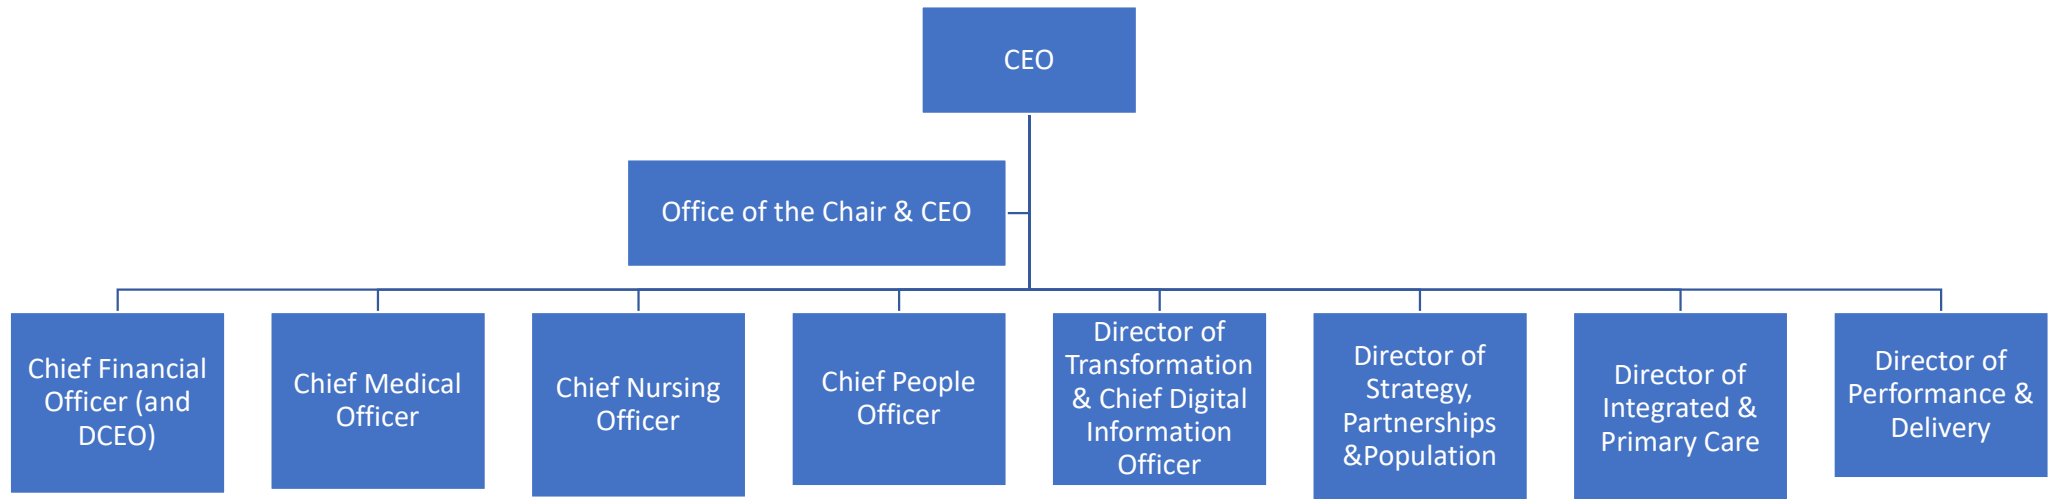 CEO
Office of the Chair & CEO
Chief Financial
Officer (and
DCEO)
Chief Medical
Officer
Chief Nursing
Officer
Chief People
Officer
Director of
Transformation
& Chief Digital
Information
Officer
Director of
Strategy,
Partnerships
&Population
Director of
Integrated &
Primary Care
Director of
Performance &
Delivery